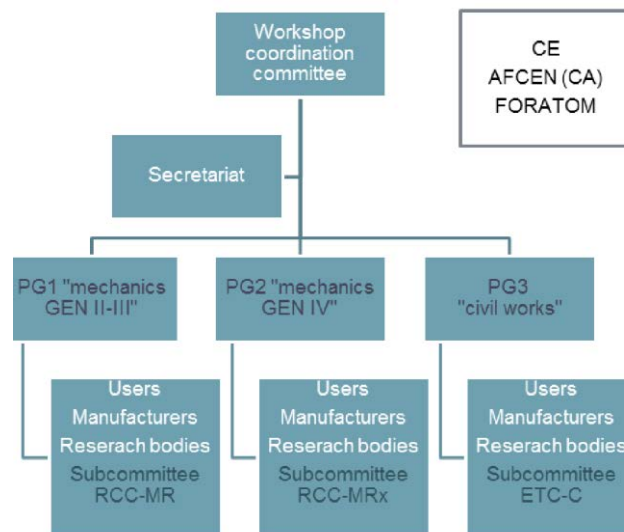 Workshop
coordination
committee
CE
AFCEN (CA)
FORATOM
Secretariat
PG1 "mechanics
GEN II-III"
PG2 "mechanics
GEN IV"
PG3
"civil works"
Users
Manufacturers
Reserach bodies
Subcommittee
RCC-MR
Users
Manufacturers
Reserach bodies
Subcommittee
RCC-MRx
Users
Manufacturers
Reserach bodies
Subcommittee
ETC-C